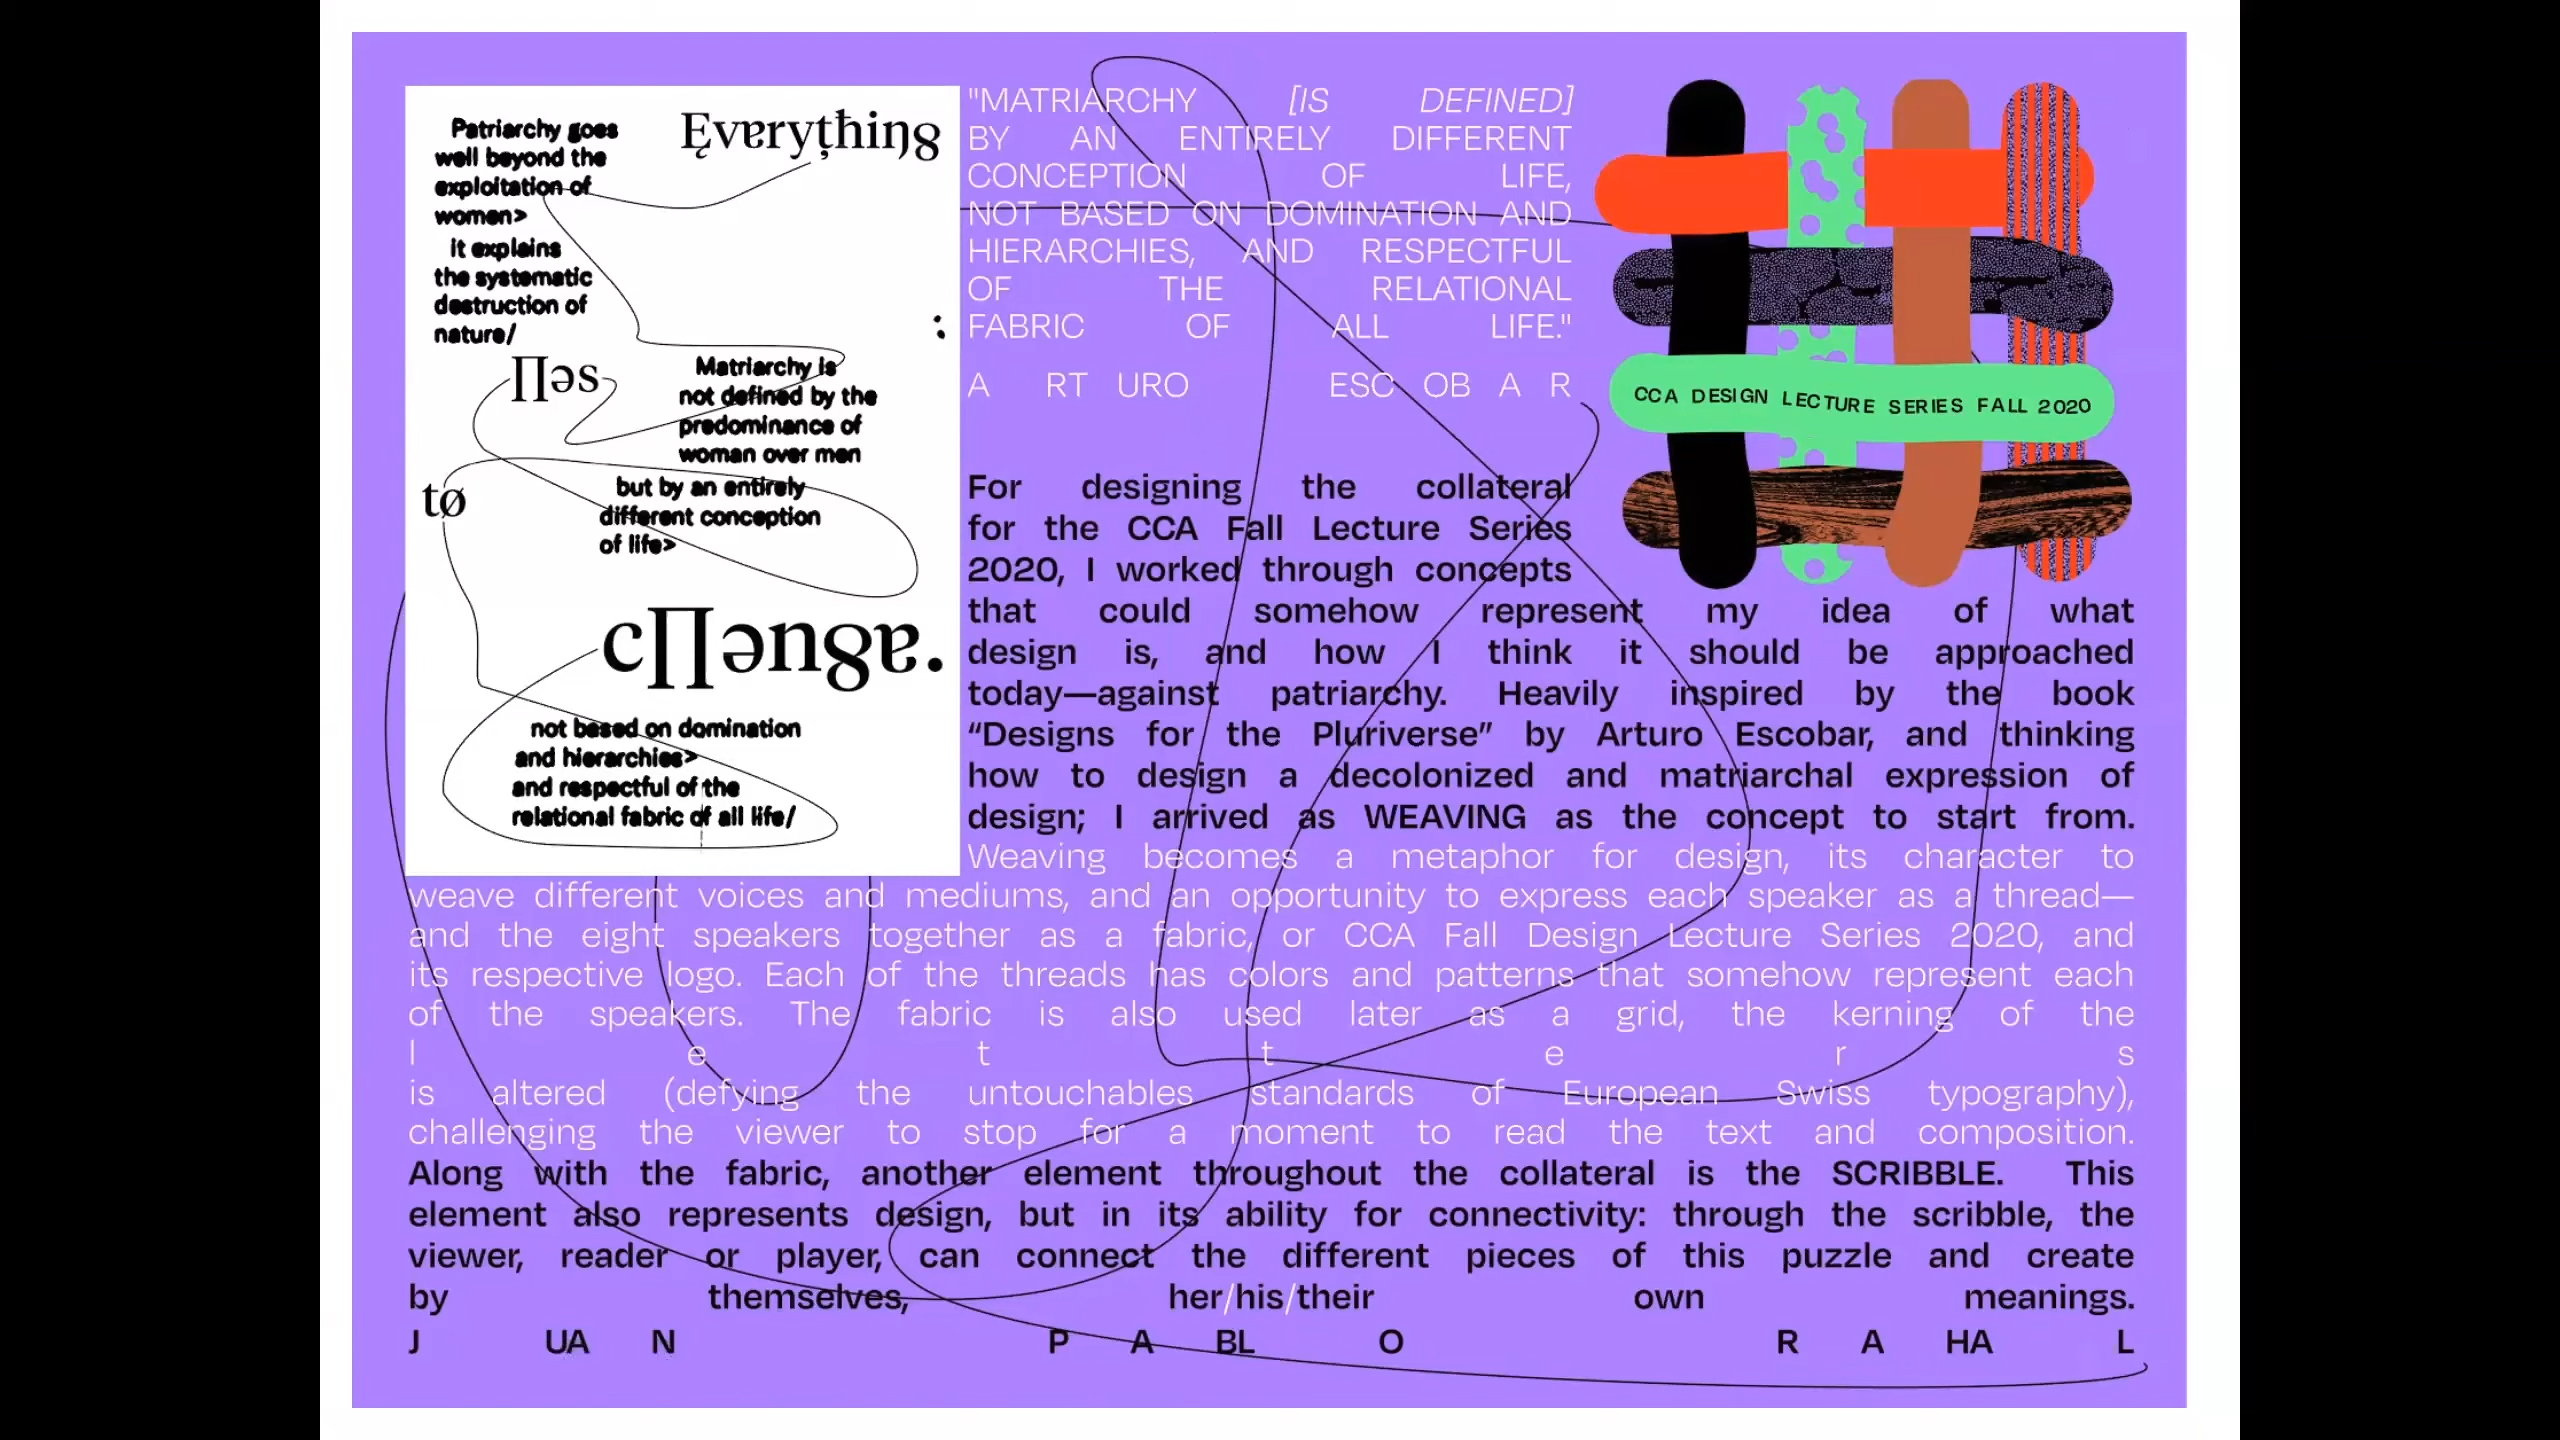 Patriarchy goes
well beyond the
exploitation of
women>
it explains
the systematic
destruction of
nature/
Ęvɐryţħiŋȣ
∏ǝs
Matriarchy is
not defined by the
predominance of
woman over men
tø
but by an entirely
different conception
of life>
c∏ǝnȣɐ.
not based on domination
and hierarchies>
and respectful of the
relational fabric of all life/
"MATRIARCHY [IS DEFINED]
BY AN ENTIRELY DIFFERENT
CONCEPTION OF LIFE,
NOT BASED ON DOMINATION AND
HIERARCHIES, AND RESPECTFUL
OF THE RELATIONAL
: FABRIC OF ALL LIFE."
A RT URO ESC OB A R
CCA DESIGN LECTURE SERIES FALL 2020
For designing the collateral
for the CCA Fall Lecture Series
2020, I worked through concepts
that could somehow represent my idea of what
design is, and how I think it should be approached
today—against patriarchy. Heavily inspired by the book
“Designs for the Pluriverse” by Arturo Escobar, and thinking
how to design a decolonized and matriarchal expression of
design; I arrived as WEAVING as the concept to start from.
Weaving becomes a metaphor for design, its character to
weave different voices and mediums, and an opportunity to express each speaker as a thread—
and the eight speakers together as a fabric, or CCA Fall Design Lecture Series 2020, and
its respective logo. Each of the threads has colors and patterns that somehow represent each
of the speakers. The fabric is also used later as a grid, the kerning of the
l e t t e r s
is altered (defying the untouchables standards of European Swiss typography),
challenging the viewer to stop for a moment to read the text and composition.
Along with the fabric, another element throughout the collateral is the SCRIBBLE. This
element also represents design, but in its ability for connectivity: through the scribble, the
viewer, reader or player, can connect the different pieces of this puzzle and create
by themselves, her/his/their own meanings.
J UA N P A BL O R A HA L